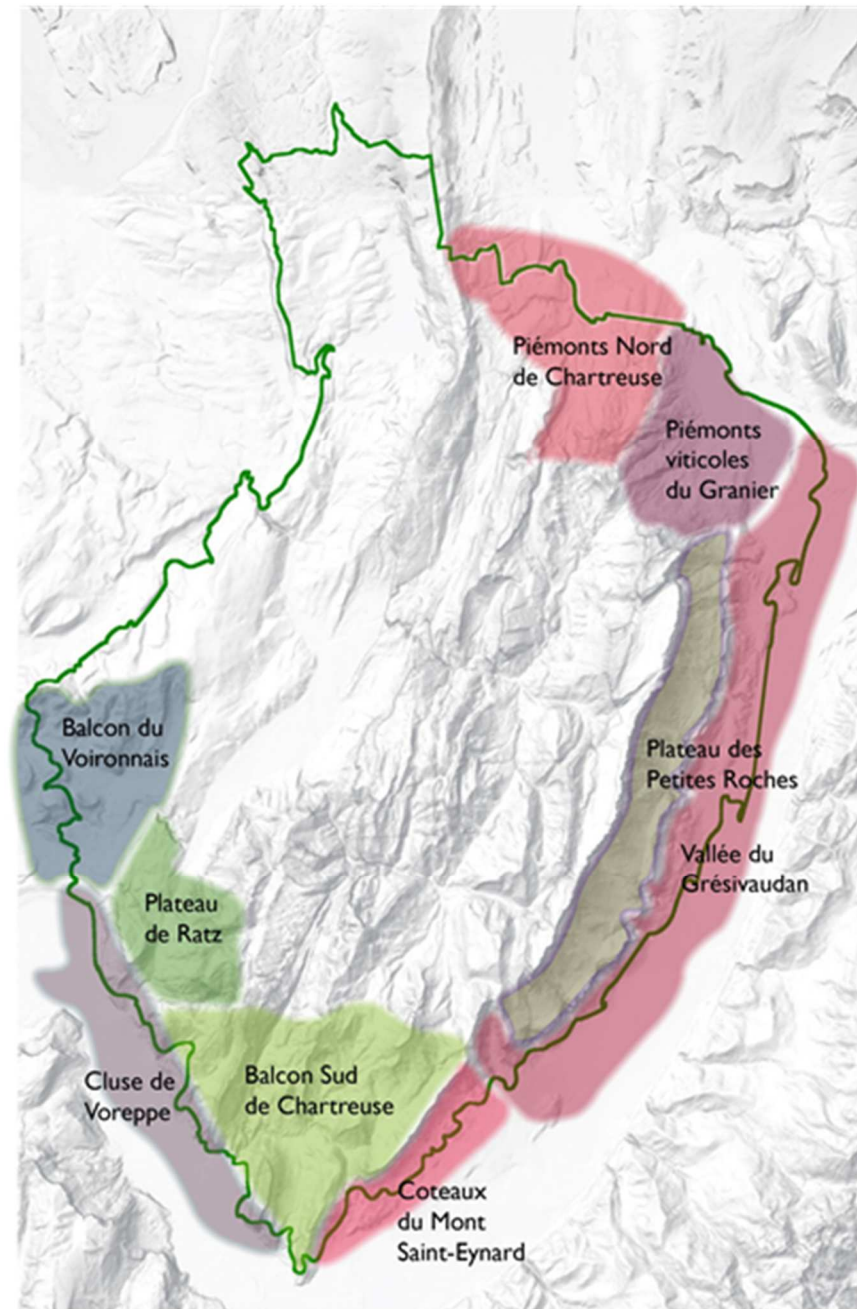 Piémonts Nord
de Chartreuse
Piémonts
viticoles
du Granier
Balcon du
Voironnais
Plateau des
Petites Roches
Vallée du
Grésivaudan
Plateau
de Ratz
Cluse de
Voreppe
Balcon Sud
de Chartreuse
Coteaux
du Mont
Saint-Eynard